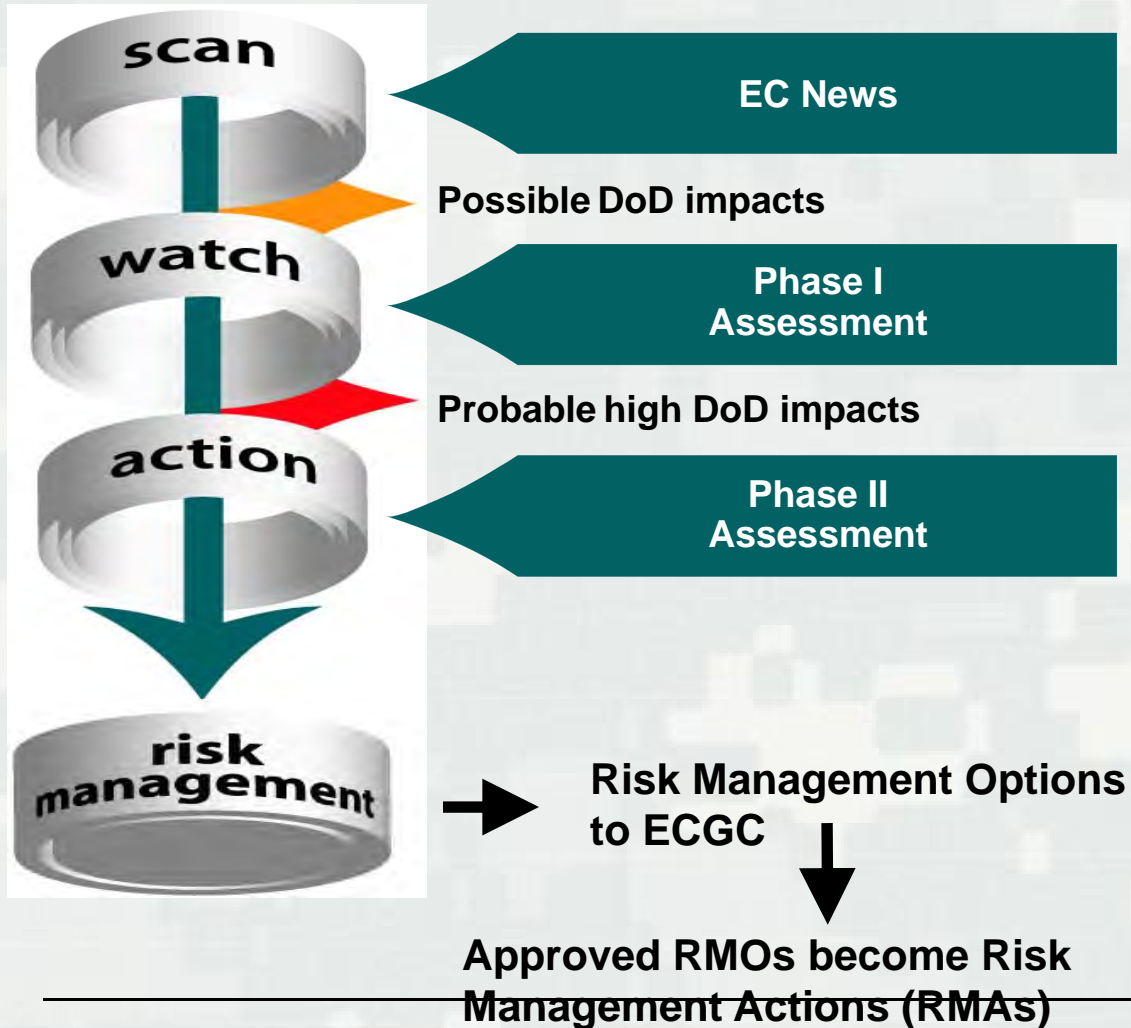 scan
EC News
Possible DoD impacts
watch
Phase I
Assessment
Probable high DoD impacts
action
Phase II
Assessment
risk
management
Risk Management Options
to ECGC
Approved RMOs become Risk
Management Actions (RMAs)